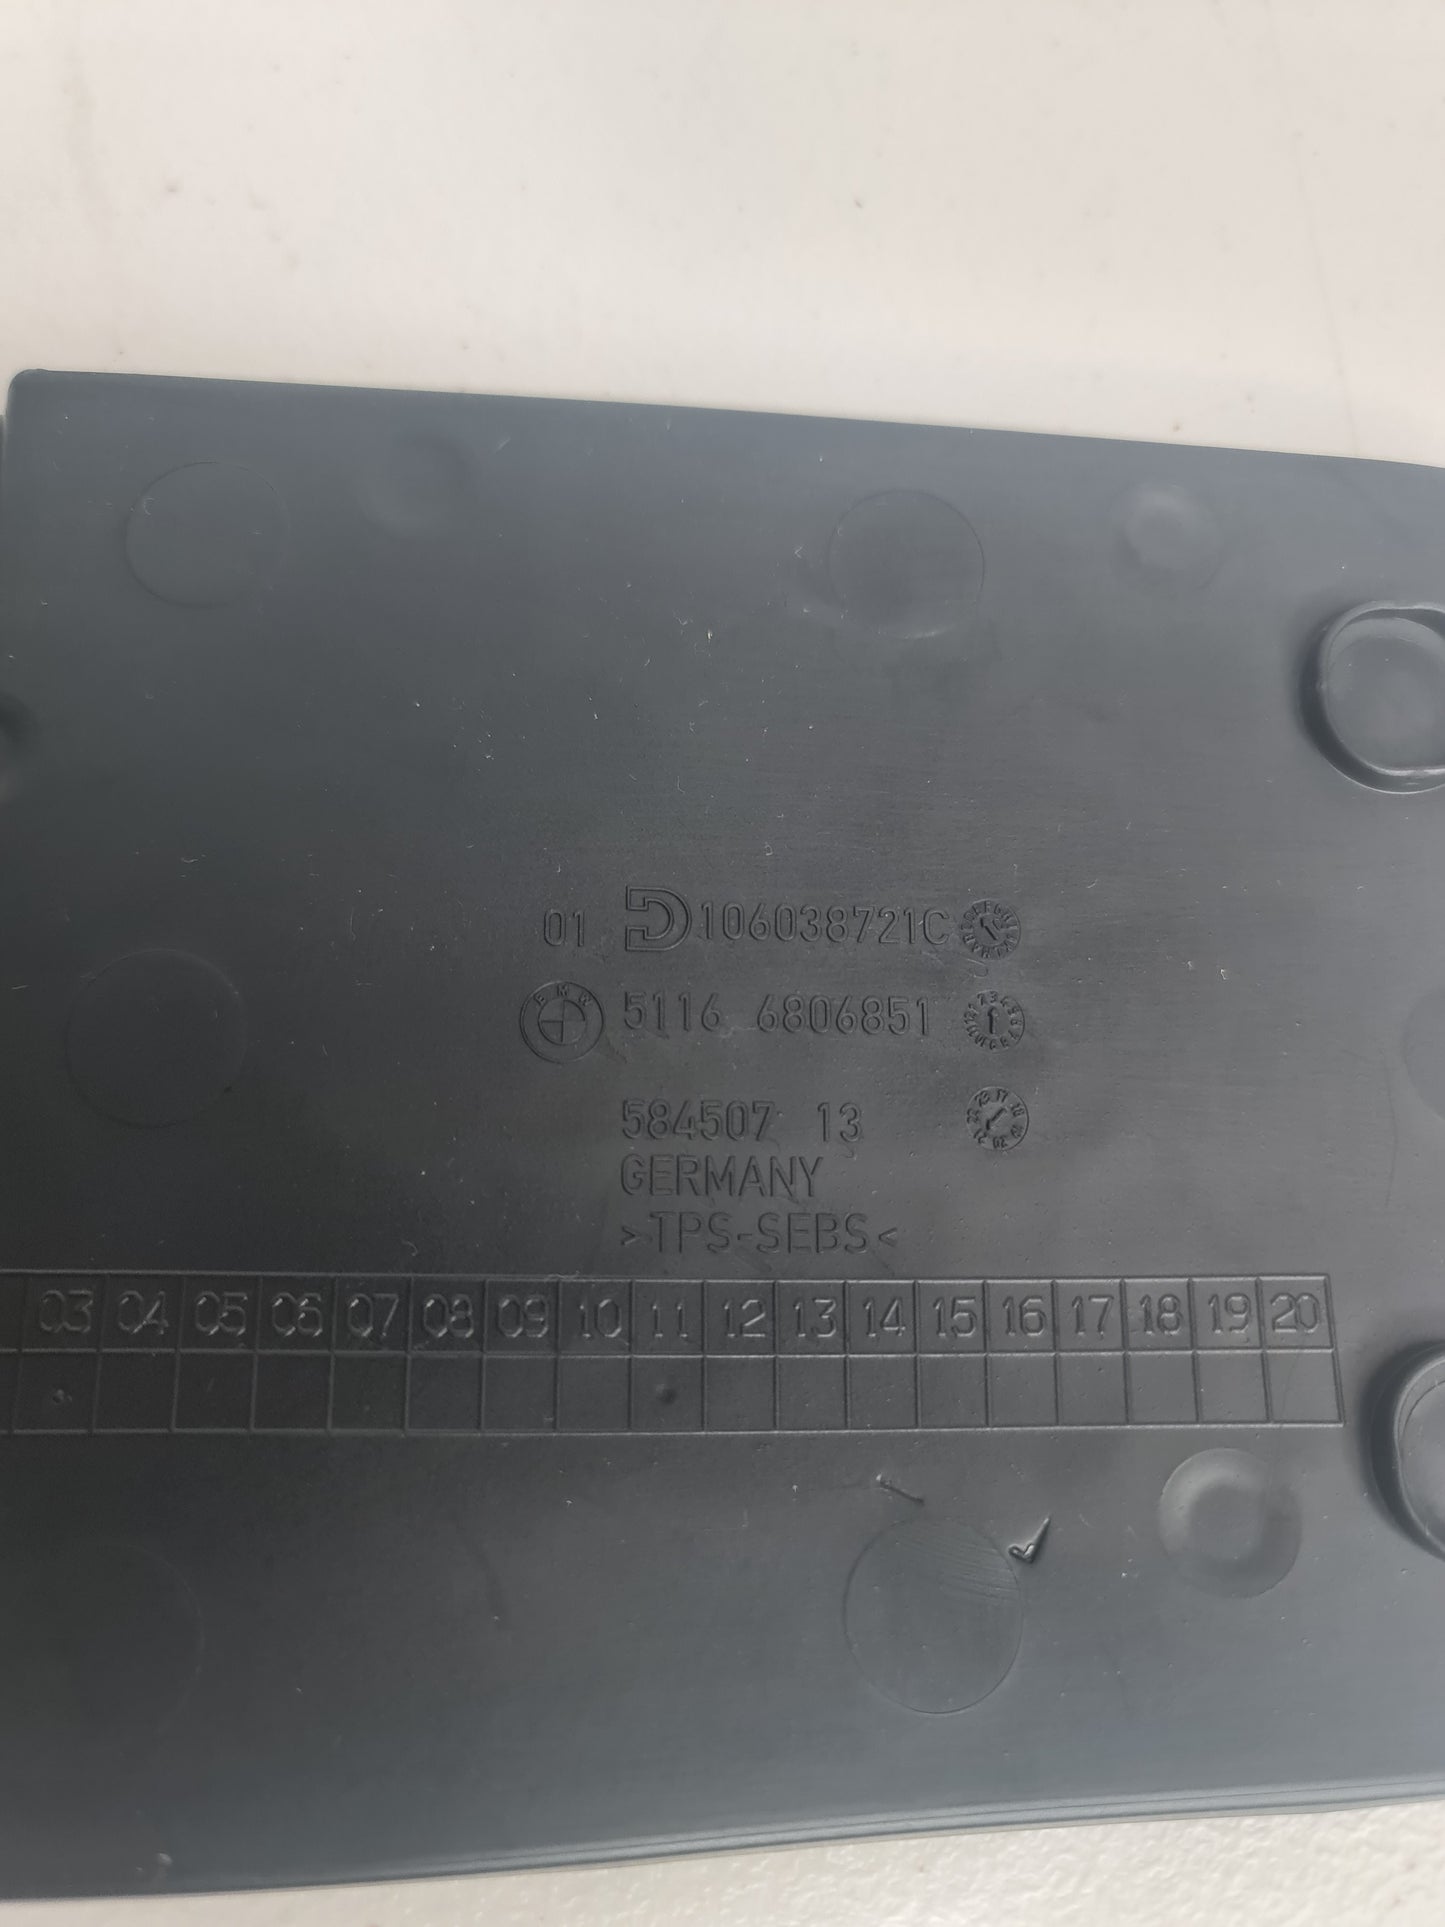 01 D 106038721C
BMW 5116 6806851
584507 13
GERMANY
>TPS-SEBS<
03 04 05 06 07 08 09 10 11 12 13 14 15 16 17 18 19 20